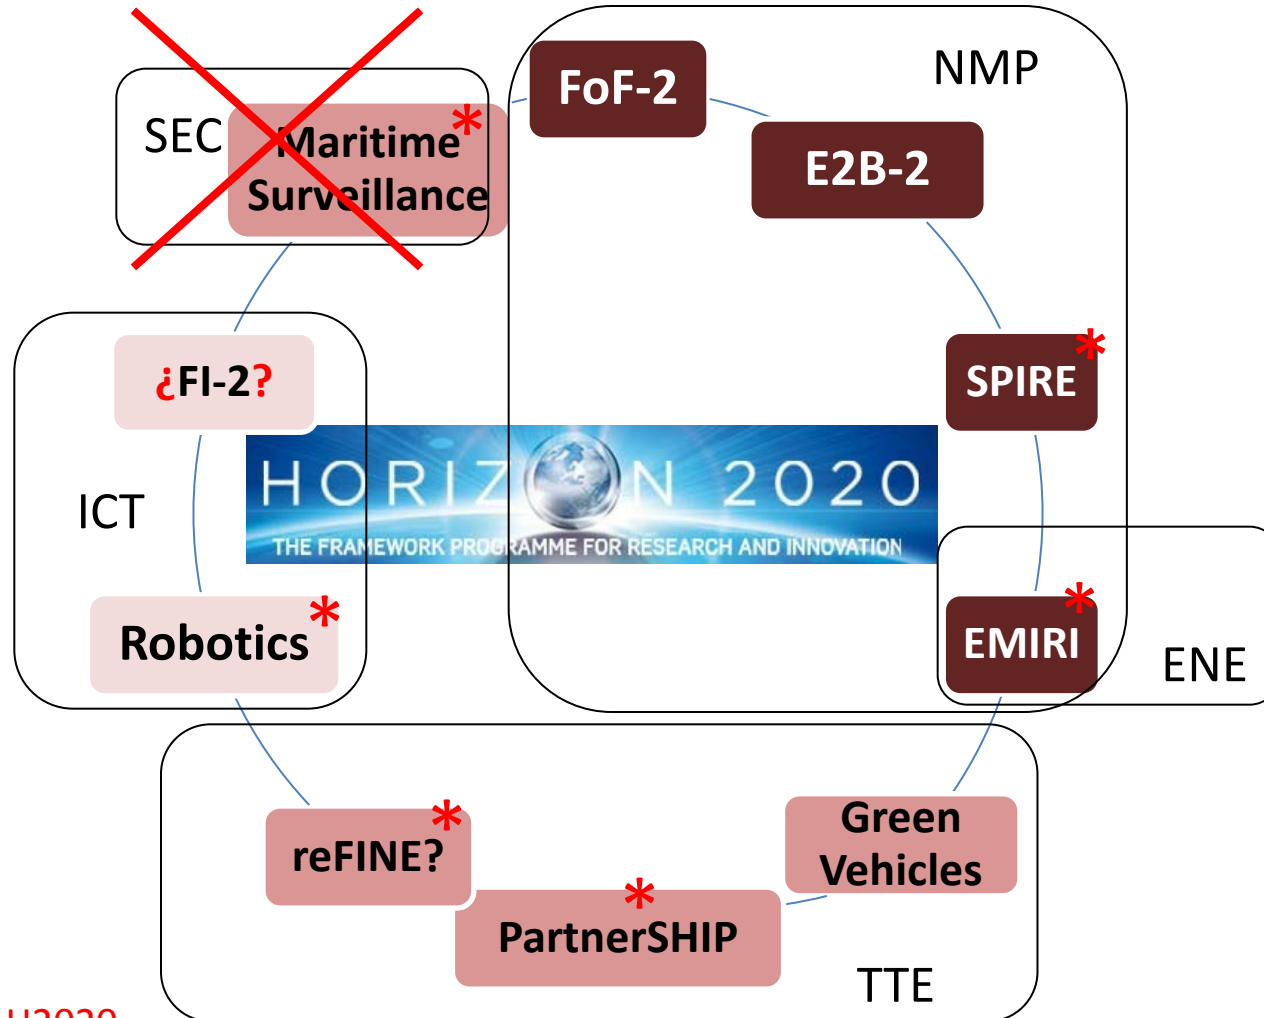 NMP
FoF-2
E2B-2
SEC
Maritime*
Surveillance
SPIRE*
¿FI-2?
HORIZON 2020
THE FRAMEWORK PROGRAMME FOR RESEARCH AND INNOVATION
ICT
Robotics*
EMIRI*
ENE
reFINE?*
Green
Vehicles
*
PartnerSHIP
TTE
H2020